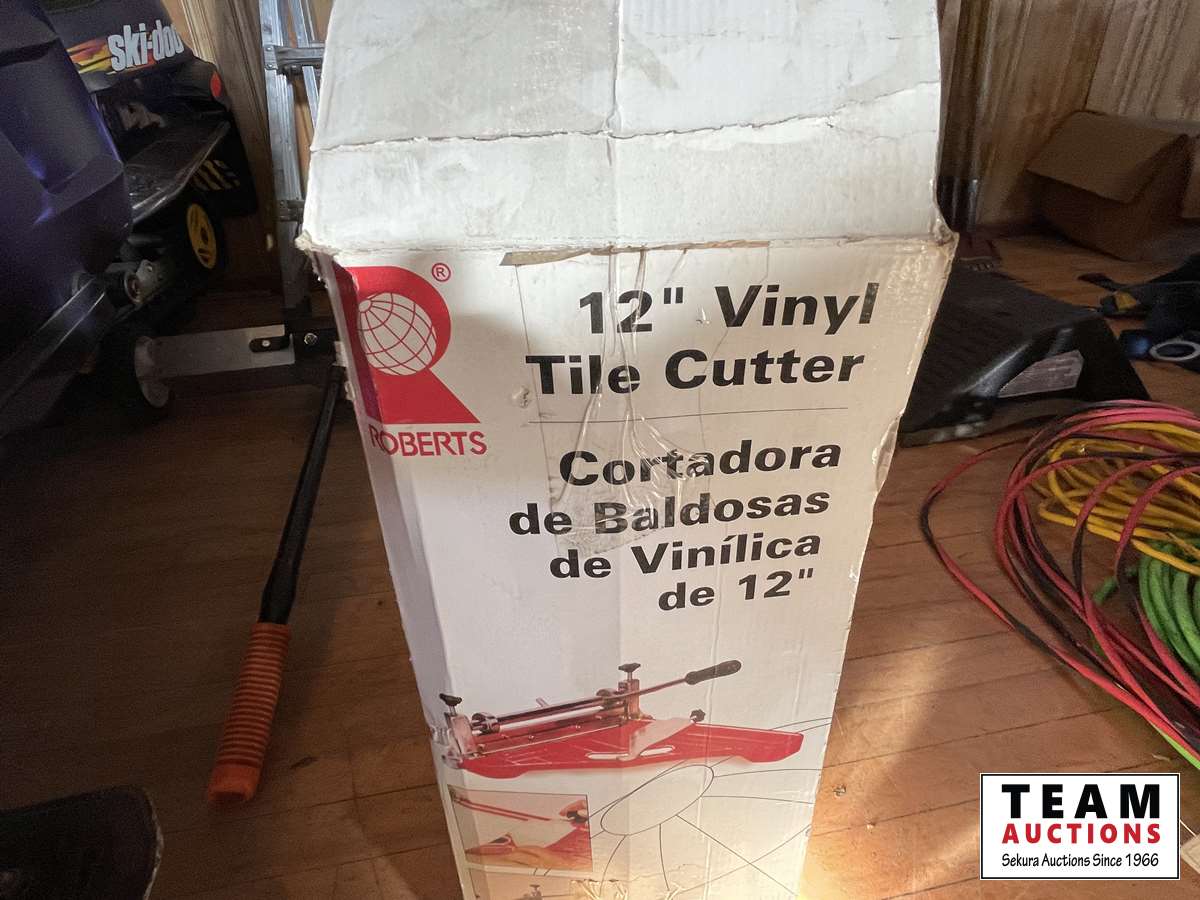 ski-doo
®
ROBERTS
12" Vinyl
Tile Cutter
Cortadora
de Baldosas
de Vinílica
de 12"
TEAM
AUCTIONS
Sekura Auctions Since 1966